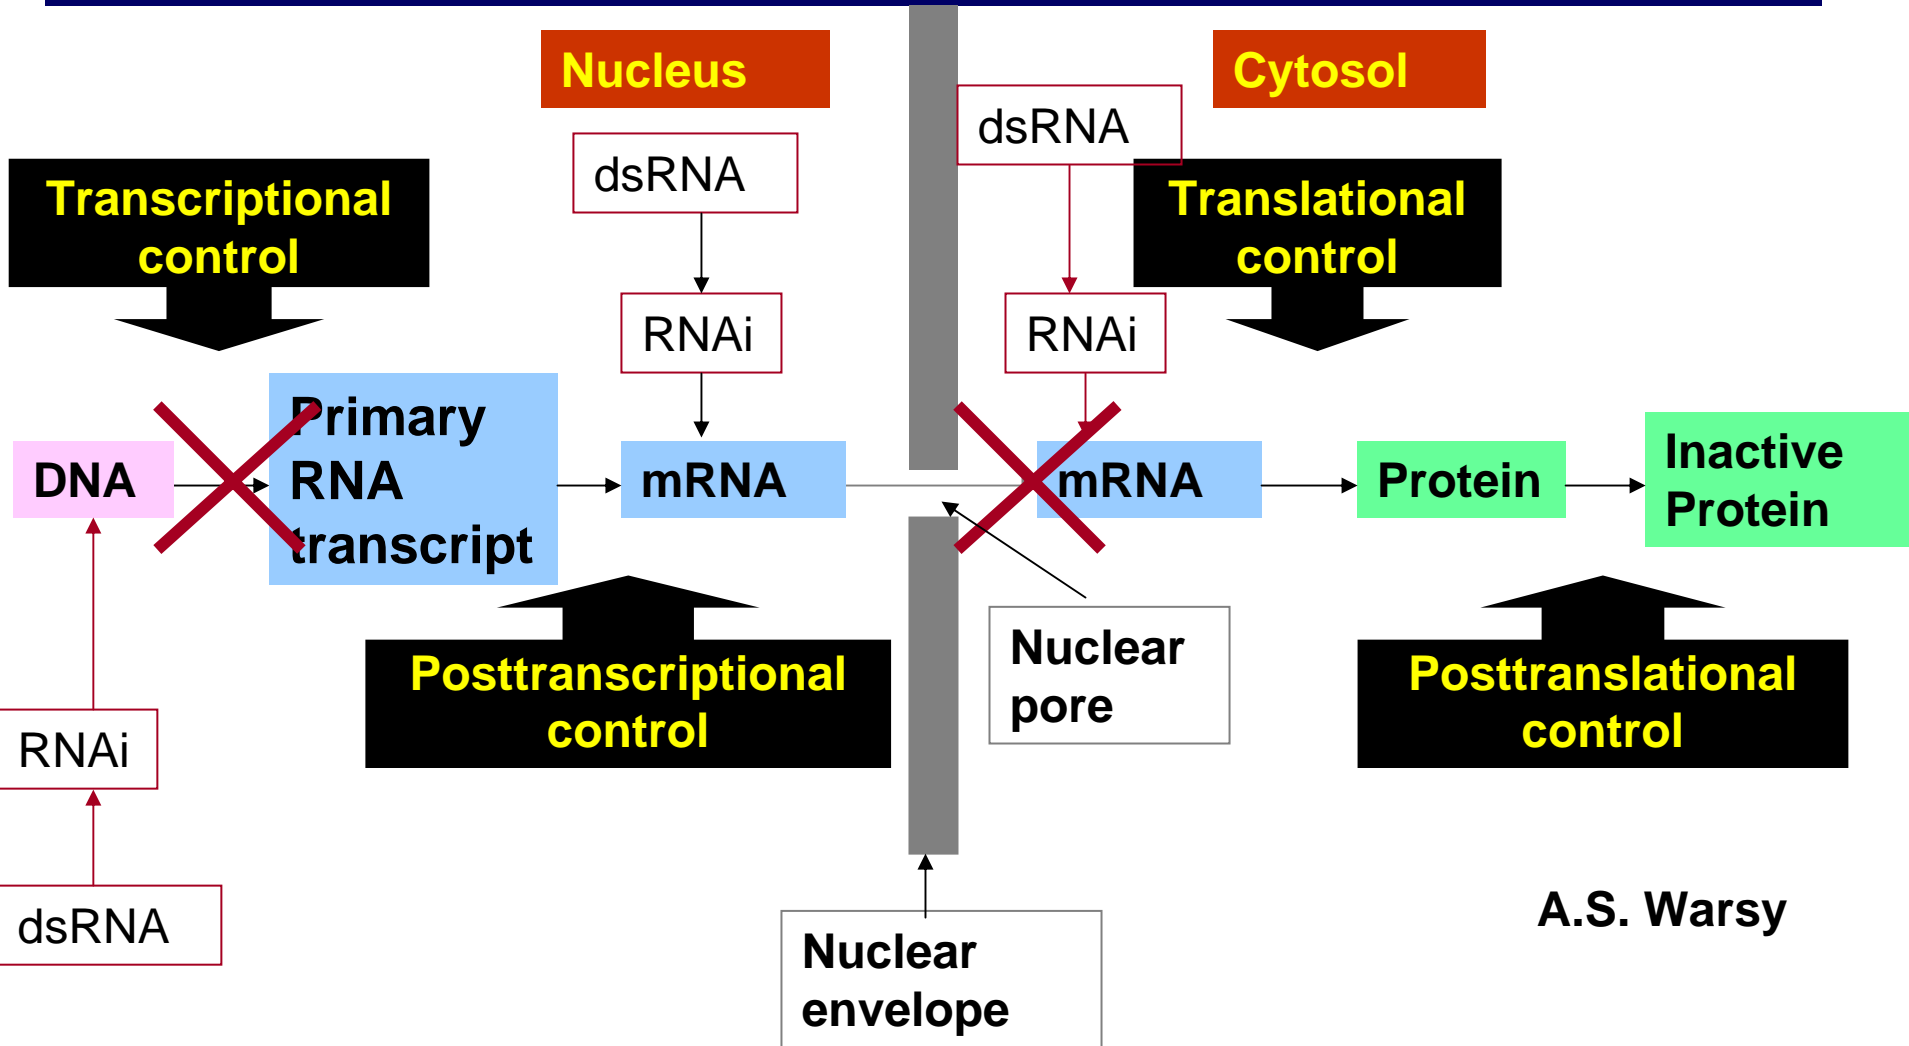 Nucleus
Cytosol
dsRNA
dsRNA
Transcriptional
control
Translational
control
RNAi
RNAi
DNA
Primary
RNA
transcript
mRNA
mRNA
Protein
Inactive
Protein
Posttranscriptional
control
Nuclear
pore
Posttranslational
control
RNAi
dsRNA
Nuclear
envelope
A.S. Warsy